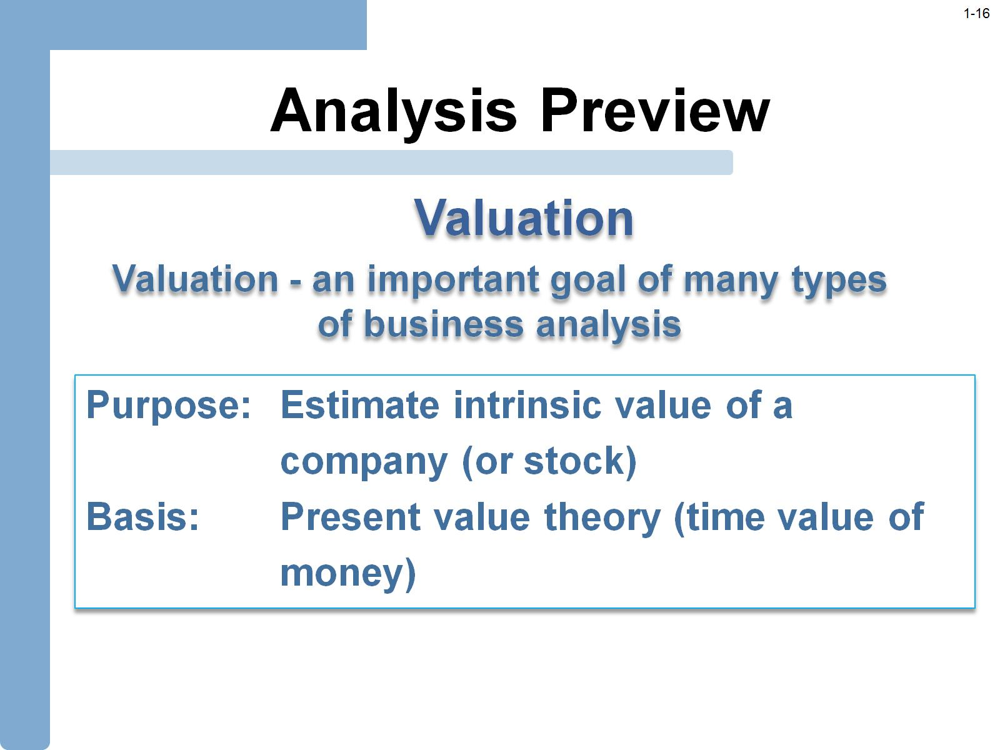 1-16
Analysis Preview
Valuation
Valuation - an important goal of many types
of business analysis
Purpose: Estimate intrinsic value of a
company (or stock)
Basis: Present value theory (time value of
money)